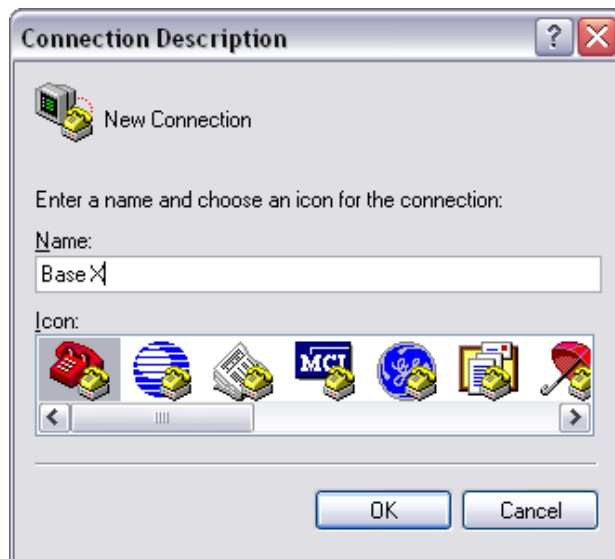 Connection Description
New Connection
Enter a name and choose an icon for the connection:
Name:
Base X
Icon:
MCI
OK Cancel